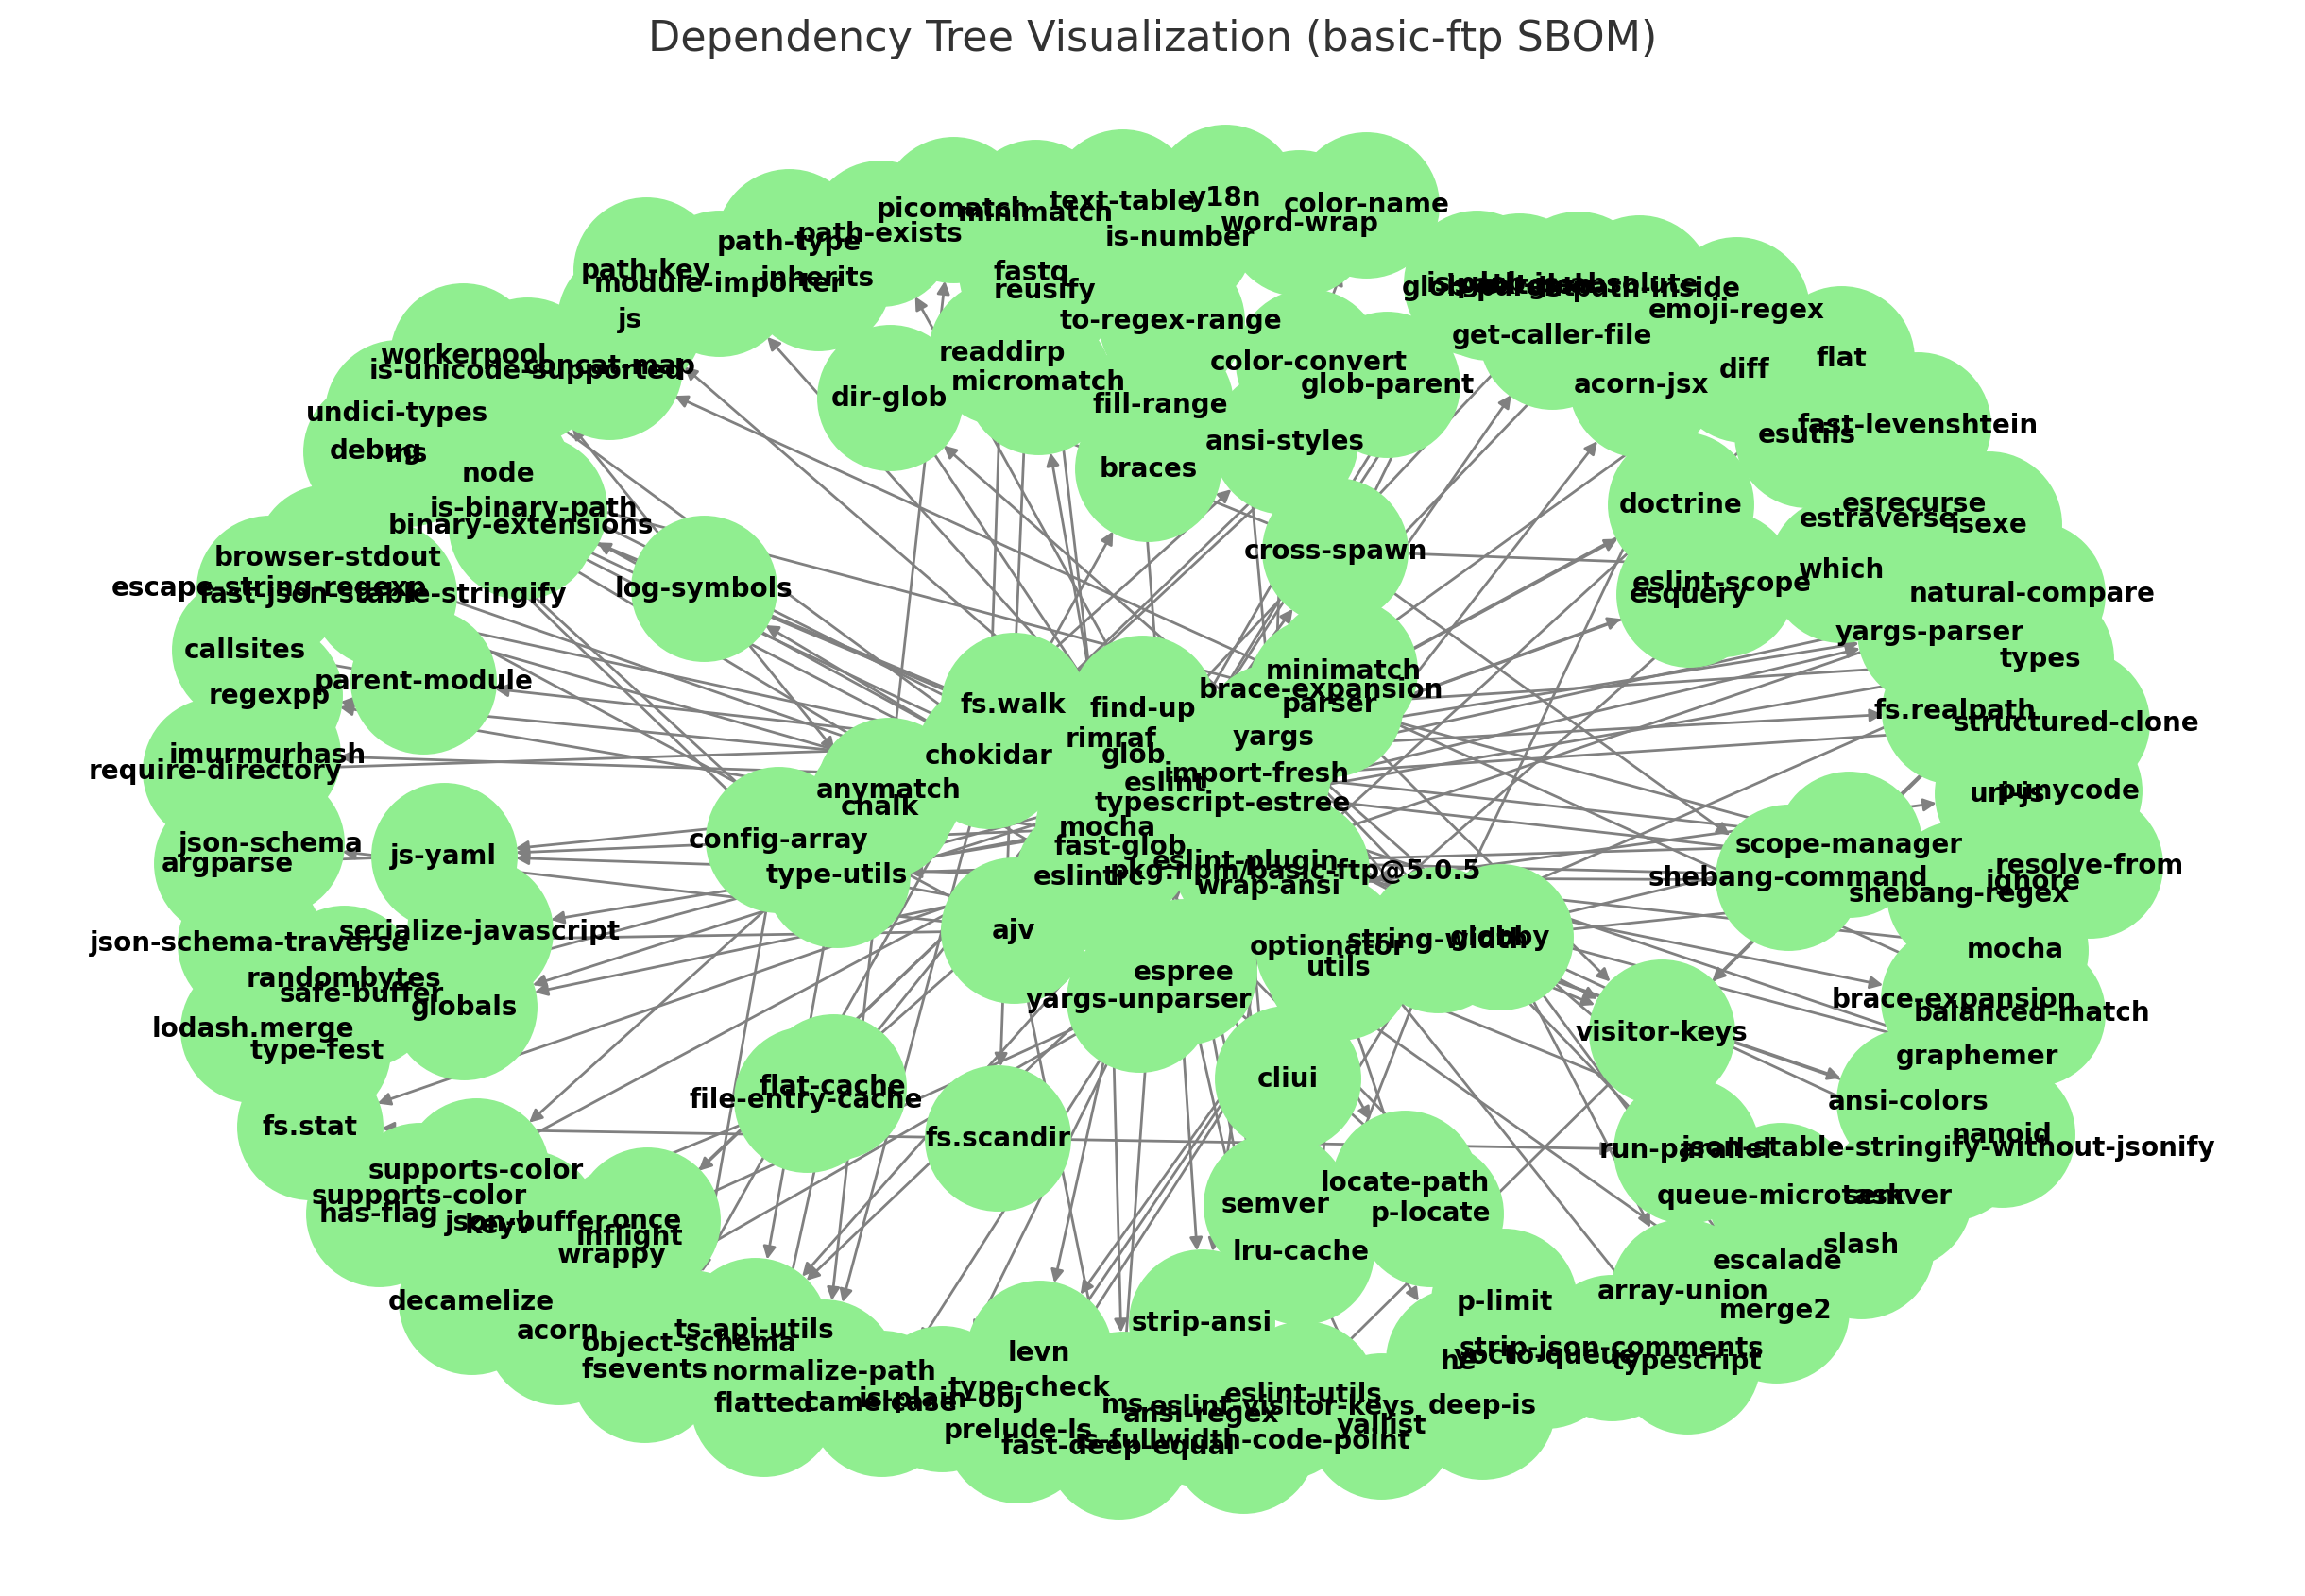 Dependency Tree Visualization (basic-ftp SBOM)
picomatch
minimatch
text-table
y18n
color-name
word-wrap
path-type
path-exists
is-number
path-key
module-importer
inherits
fastq
reusify
js
to-regex-range
get-caller-file
emoji-regex
workerpool
is-unicode-supported
concat-map
readdirp
micromatch
color-convert
glob-parent
acorn-jsx
diff
flat
undici-types
debug
ms
dir-glob
fill-range
ansi-styles
esutils
fast-levenshtein
node
is-binary-path
binary-extensions
braces
doctrine
esrecurse
estraverse
isexe
browser-stdout
escape-string-regexp
fast-json-stable-stringify
log-symbols
cross-spawn
eslint-scope
esquery
which
natural-compare
callsites
parent-module
regexpp
fs.walk
find-up
rimraf
minimatch
brace-expansion
parser
yargs
yargs-parser
types
fs.realpath
structured-clone
imurmurhash
require-directory
chokidar
glob
eslint
import-fresh
typescript-estree
anymatch
chalk
uri-js
punycode
json-schema
argparse
js-yaml
config-array
type-utils
mocha
fast-glob
eslintrc
eslint-plugin
pkg:npm/basic-ftp@5.0.5
wrap-ansi
scope-manager
shebang-command
shebang-regex
resolve-from
ignore
json-schema-traverse
serialize-javascript
ajv
optionator
string-width
globby
utils
mocha
randombytes
safe-buffer
globals
espree
yargs-unparser
brace-expansion
balanced-match
lodash.merge
type-fest
visitor-keys
graphemer
flat-cache
file-entry-cache
cliui
ansi-colors
fs.stat
fs.scandir
run-parallel
json-stable-stringify-without-jsonify
nanoid
supports-color
supports-color
has-flag
json-buffer
keyv
once
inflight
wrappy
semver
locate-path
p-locate
queue-microtask
semver
lru-cache
slash
escalade
decamelize
acorn
ts-api-utils
object-schema
fsevents
strip-ansi
p-limit
array-union
merge2
normalize-path
flatted
camelcase
is-plain-obj
levn
type-check
prelude-ls
fast-deep-equal
ms
eslint-utils
eslint-visitor-keys
ansi-regex
is-fullwidth-code-point
yallist
deep-is
he
strip-json-comments
yocto-queue
typescript